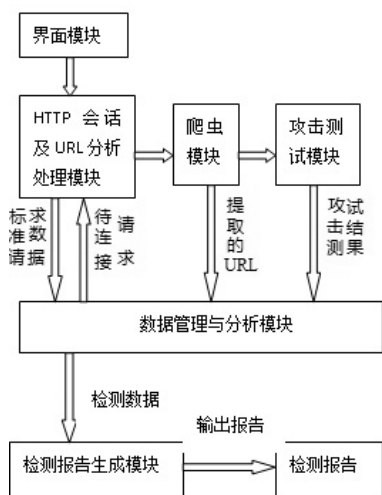 界面模块
HTTP 会话
及URL分析
处理模块
爬虫
模块
攻击测
试模块
标准请
求数据
待连接
请求
提取的
URL
攻击测
试结果
数据管理与分析模块
检测数据
输出报告
检测报告生成模块
检测报告